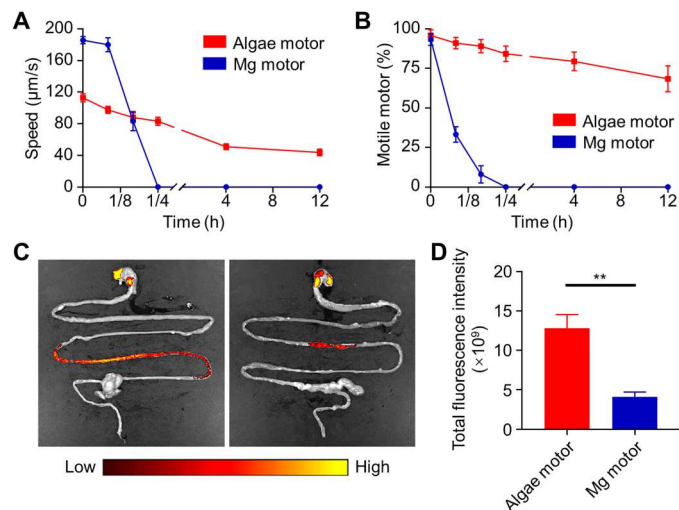 A
Speed (μm/s)
200
160
120
80
40
0
Algae motor
Mg motor
0
1/8
1/4
4
12
Time (h)
B
Motile motor (%)
100
75
50
25
0
Algae motor
Mg motor
0
1/8
1/4
4
12
Time (h)
C
Low
High
D
Total fluorescence intensity
(×10⁹)
20
15
10
5
0
**
Algae motor
Mg motor